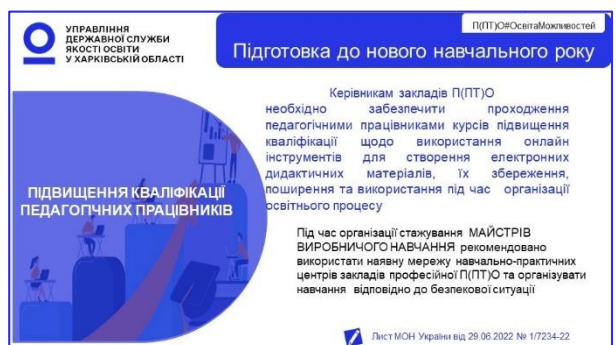 УПРАВЛІННЯ
ДЕРЖАВНОЇ СЛУЖБИ
ЯКОСТІ ОСВІТИ
У ХАРКІВСЬКІЙ ОБЛАСТІ
П(ПТ)О#ОсвітаМожливостей
Підготовка до нового навчального року
Керівникам закладів П(ПТ)О
необхідно забезпечити проходження
педагогічними працівниками курсів підвищення
кваліфікації щодо використання онлайн
інструментів для створення електронних
дидактичних матеріалів, їх збереження,
поширення та використання під час організації
освітнього процесу
ПІДВИЩЕННЯ КВАЛІФІКАЦІЇ
ПЕДАГОГІЧНИХ ПРАЦІВНИКІВ
Під час організації стажування МАЙСТРІВ
ВИРОБНИЧОГО НАВЧАННЯ рекомендовано
використати наявну мережу навчально-практичних
центрів закладів професійної П(ПТ)О та організувати
навчання відповідно до безпекової ситуації
Лист МОН України від 29.06.2022 № 1/7234-22